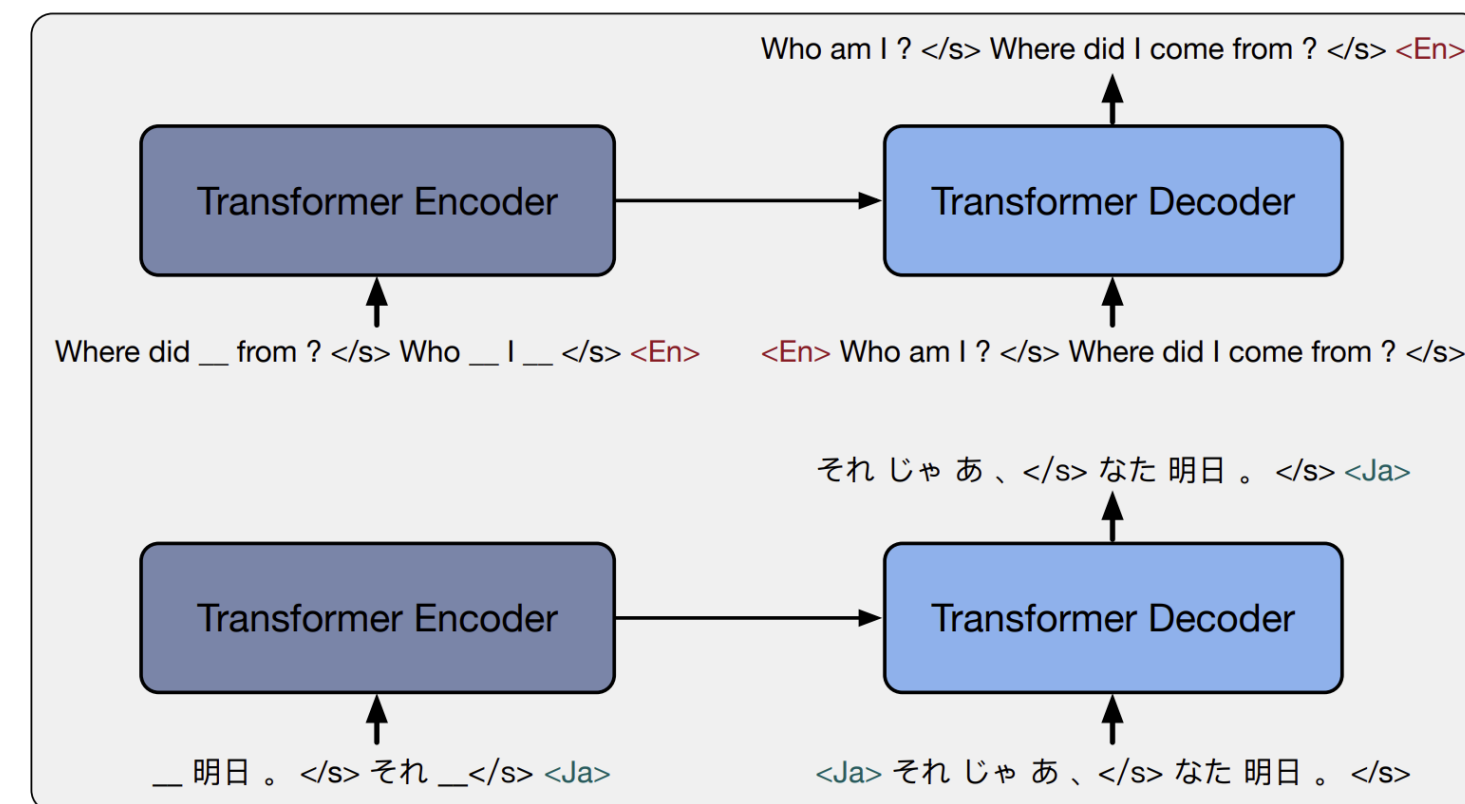 Who am I ? </s> Where did I come from ? </s> <En>
Transformer Encoder
Transformer Decoder
Where did __ from ? </s> Who __ I __ </s> <En>
<En> Who am I ? </s> Where did I come from ? </s>
それ じゃ あ 、</s> なた 明日 。 </s> <Ja>
Transformer Encoder
Transformer Decoder
__ 明日 。 </s> それ __</s> <Ja>
<Ja> それ じゃ あ 、</s> なた 明日 。 </s>